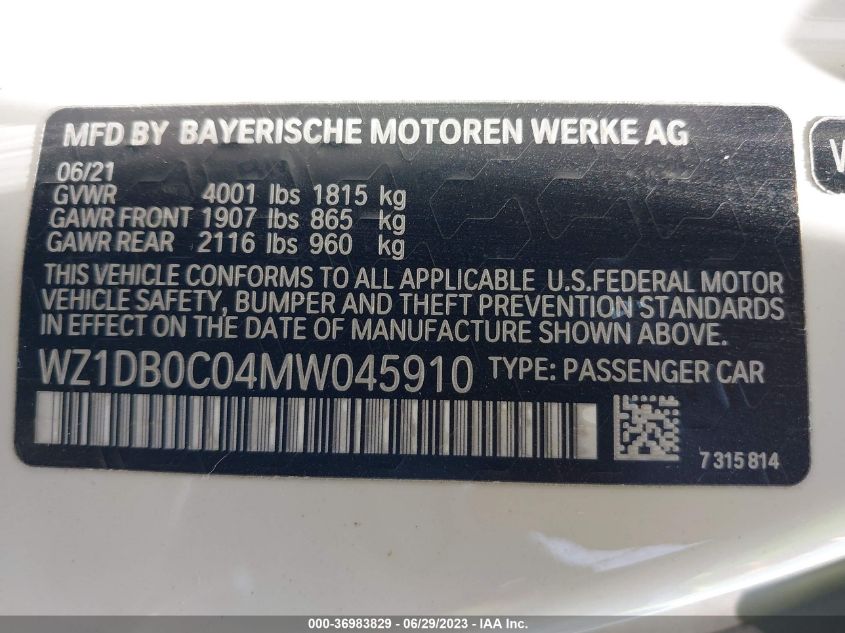 MFD BY BAYERISCHE MOTOREN WERKE AG
06/21
GVWR 4001 lbs 1815 kg
GAWR FRONT 1907 lbs 865 kg
GAWR REAR 2116 lbs 960 kg
THIS VEHICLE CONFORMS TO ALL APPLICABLE U.S.FEDERAL MOTOR
VEHICLE SAFETY, BUMPER AND THEFT PREVENTION STANDARDS
IN EFFECT ON THE DATE OF MANUFACTURE SHOWN ABOVE.
WZ1DB0C04MW045910 TYPE: PASSENGER CAR
7 315 814
000-36983829 - 06/29/2023 - IAA Inc.